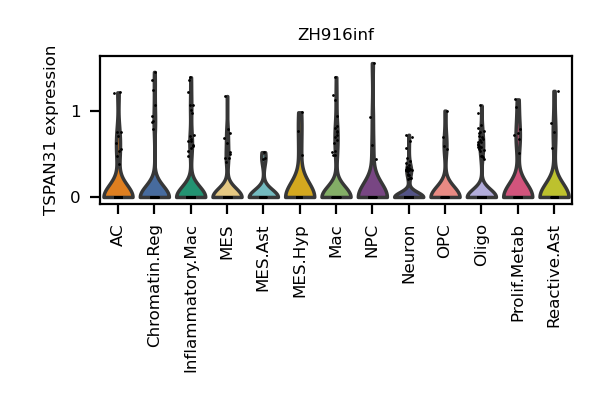 ZH916inf
TSPAN31 expression
1
0
AC
Chromatin.Reg
Inflammatory.Mac
MES
MES.Ast
MES.Hyp
Mac
NPC
Neuron
OPC
Oligo
Prolif.Metab
Reactive.Ast